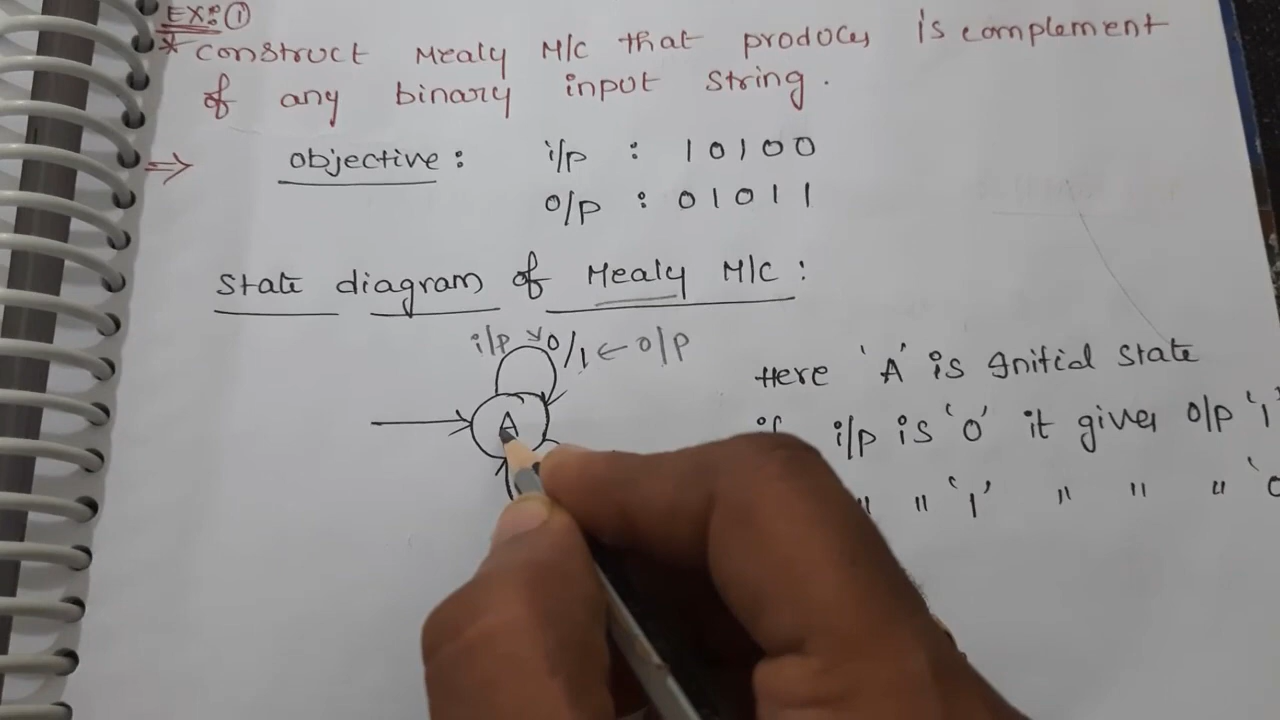 EX: ①
* construct Mealy M/C that produces is complement
of any binary input string.
⇒ objective : i/p : 10100
o/p : 01011
State diagram of Mealy M/C :
i/p 0/1 ← o/p
A
Here 'A' is Initial State
if i/p is '0' it gives o/p '1'
" " '1' " " " '0